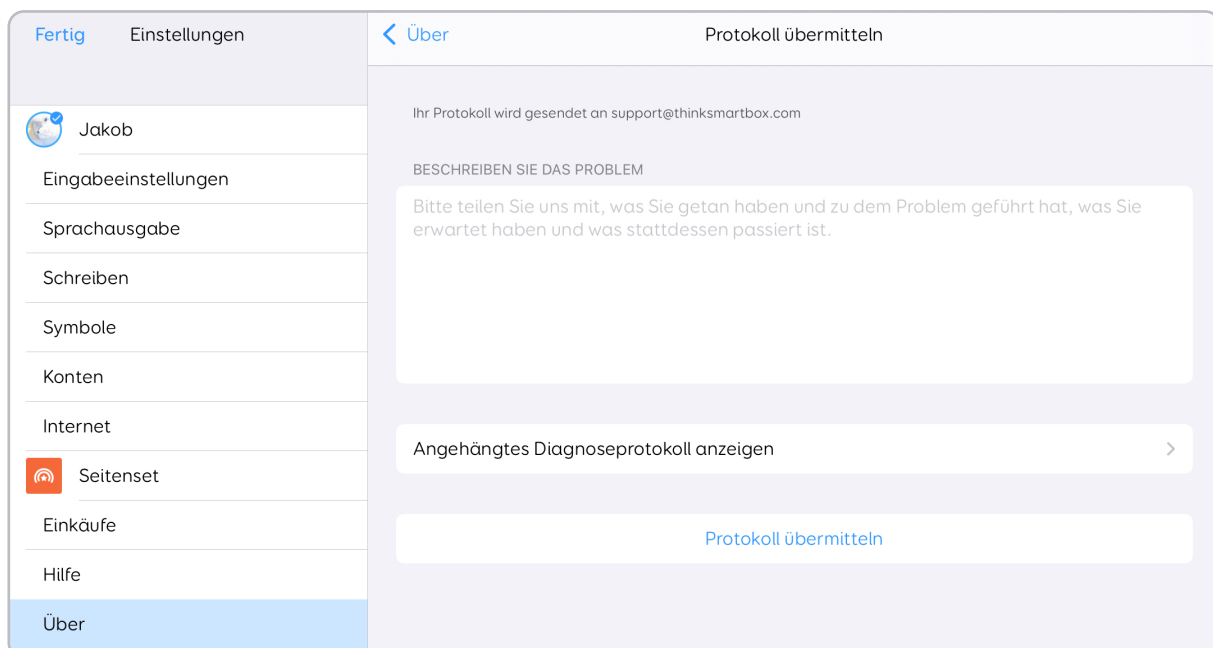 Fertig Einstellungen
Über
Protokoll übermitteln
Jakob
Eingabeeinstellungen
Sprachausgabe
Schreiben
Symbole
Konten
Internet
Seitenset
Einkäufe
Hilfe
Über
Ihr Protokoll wird gesendet an support@thinksmartbox.com
BESCHREIBEN SIE DAS PROBLEM
Bitte teilen Sie uns mit, was Sie getan haben und zu dem Problem geführt hat, was Sie
erwartet haben und was stattdessen passiert ist.
Angehängtes Diagnoseprotokoll anzeigen
Protokoll übermitteln